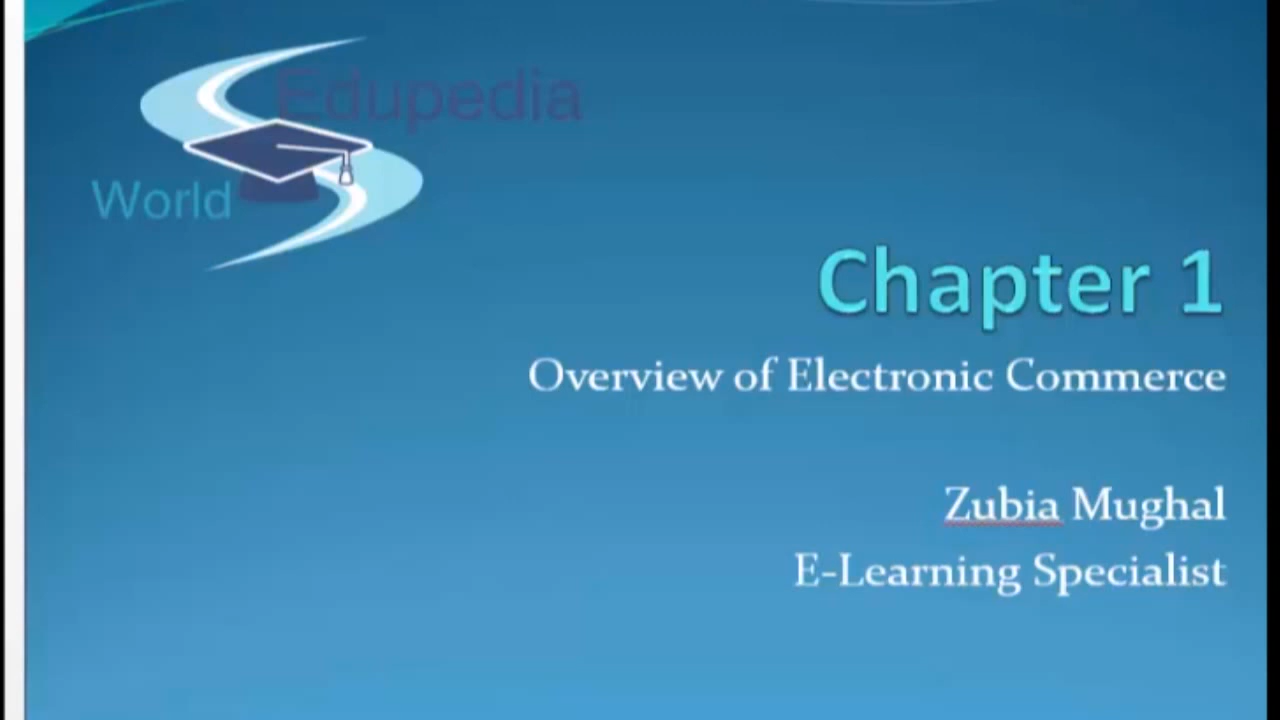 Edupedia
World
Chapter 1
Overview of Electronic Commerce
Zubia Mughal
E-Learning Specialist